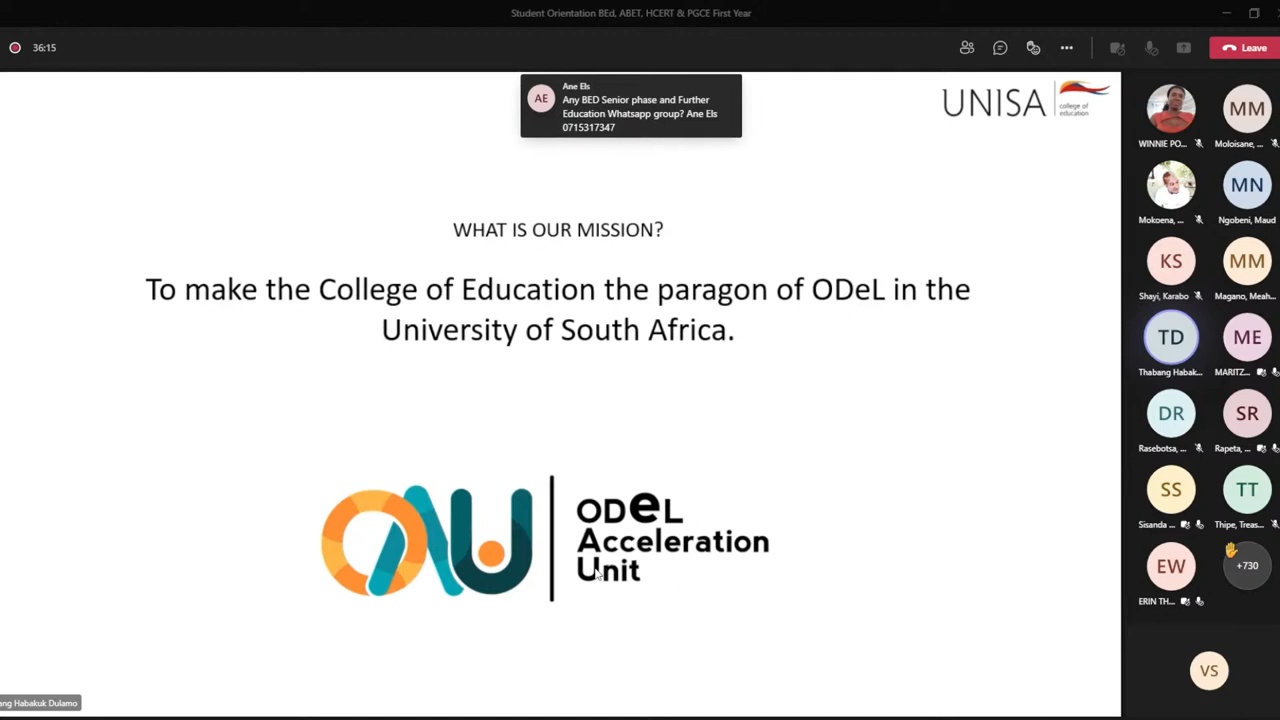 Student Orientation BEd, ABET, HCERT & PGCE First Year
36:15
Leave
AE
Ane Els
Any BED Senior phase and Further
Education Whatsapp group? Ane Els
0715317347
UNISA
college of
education
WHAT IS OUR MISSION?
To make the College of Education the paragon of ODeL in the
University of South Africa.
OAU
ODeL
Acceleration
Unit
WINNIE PO...
MM
Moloisane, ...
Mokoena, ...
MN
Ngobeni, Maud
KS
Shayi, Karabo
MM
Magano, Meah...
TD
Thabang Habak...
ME
MARITZ...
DR
Rasebotsa, ...
SR
Rapeta, ...
SS
Sisanda ...
TT
Thipe, Treas...
EW
ERIN TH...
+730
VS
ang Habakuk Dulamo